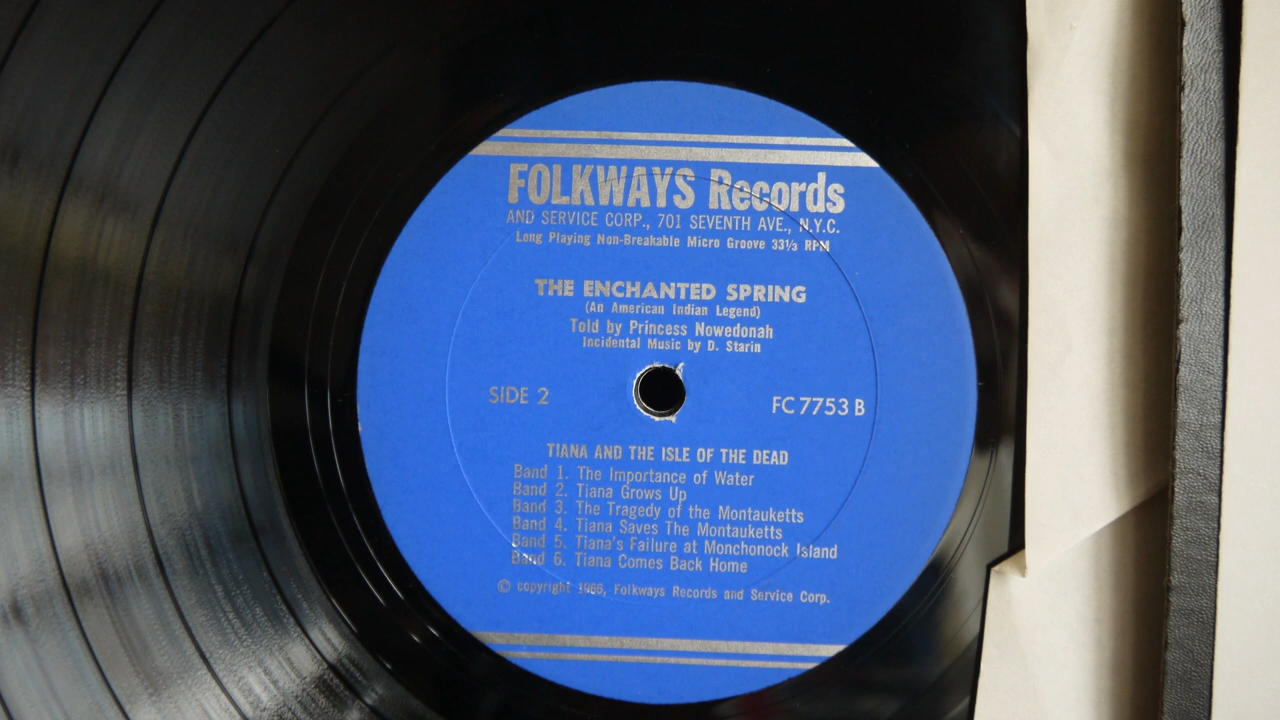 FOLKWAYS Records
AND SERVICE CORP., 701 SEVENTH AVE., N.Y.C.
Long Playing Non-Breakable Micro Groove 33⅓ RPM
THE ENCHANTED SPRING
(An American Indian Legend)
Told by Princess Nowedonah
Incidental Music by D. Starin
SIDE 2
FC 7753 B
TIANA AND THE ISLE OF THE DEAD
Band 1. The Importance of Water
Band 2. Tiana Grows Up
Band 3. The Tragedy of the Montauketts
Band 4. Tiana Saves The Montauketts
Band 5. Tiana's Failure at Monchonock Island
Band 6. Tiana Comes Back Home
© copyright 1966, Folkways Records and Service Corp.